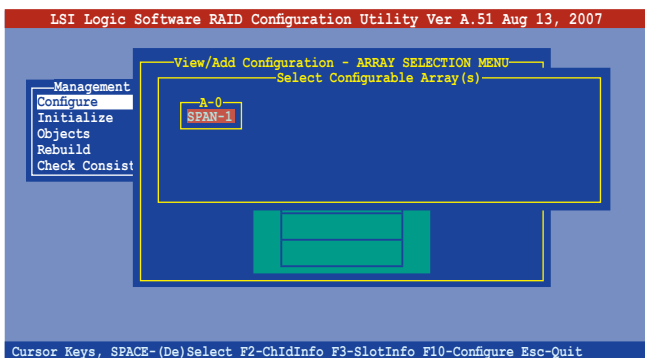 LSI Logic Software RAID Configuration Utility Ver A.51 Aug 13, 2007
View/Add Configuration - ARRAY SELECTION MENU
Select Configurable Array(s)
A-0
SPAN-1
Management
Configure
Initialize
Objects
Rebuild
Check Consist
Cursor Keys, SPACE-(De)Select F2-ChIdInfo F3-SlotInfo F10-Configure Esc-Quit